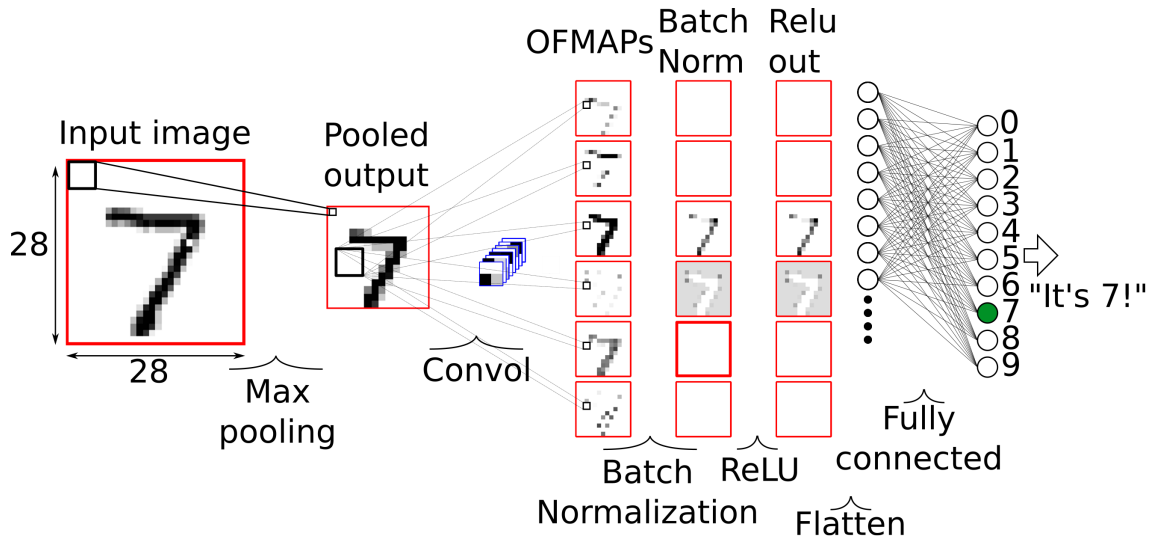 Input image
28
28
Max
pooling
Pooled
output
Convol
OFMAPs
Batch
Norm
Relu
out
Batch
Normalization
ReLU
Flatten
Fully
connected
0
1
2
3
4
5
6
7
8
9
"It's 7!"